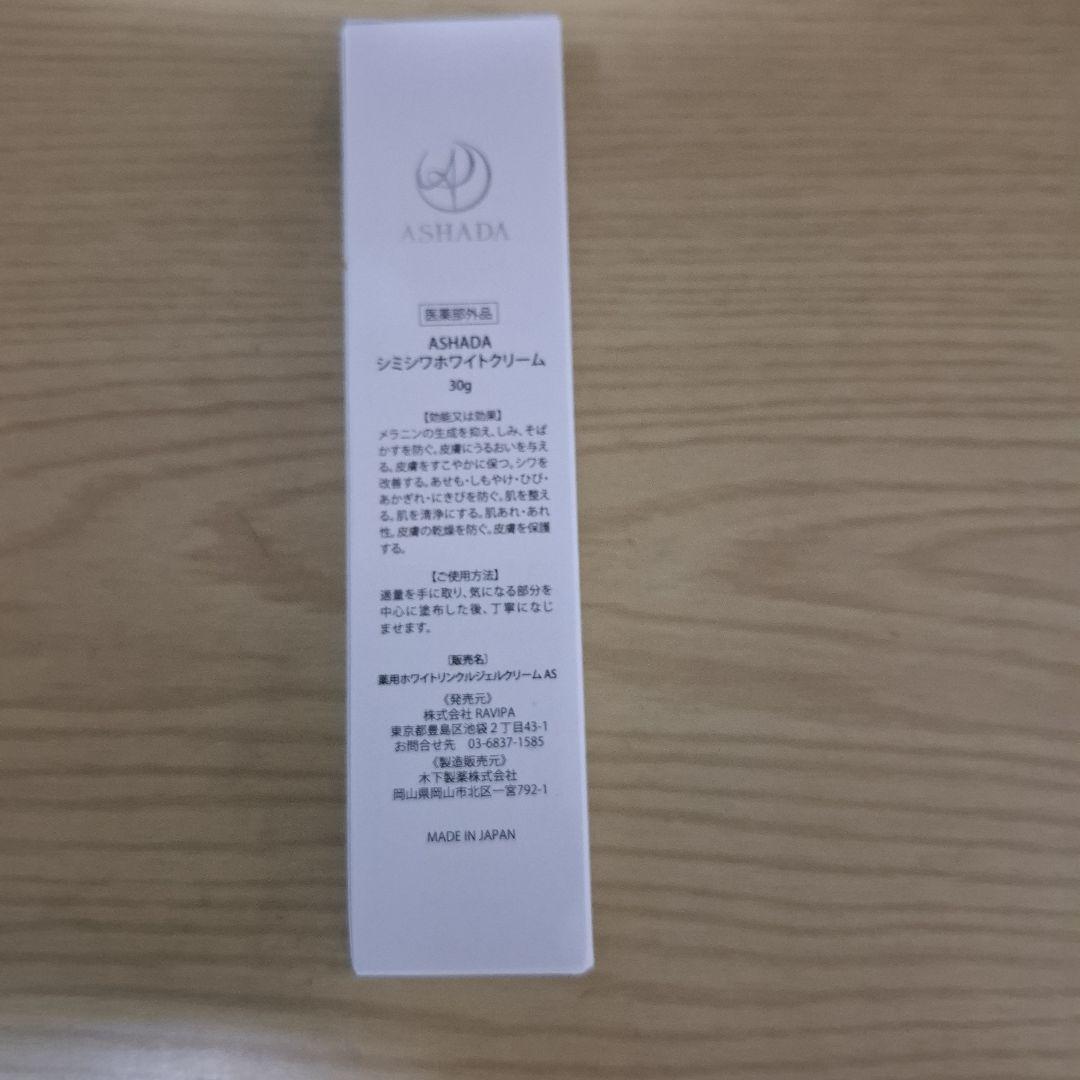 ASHADA
医薬部外品
ASHADA
シミシワホワイトクリーム
30g
【効能又は効果】
メラニンの生成を抑え、しみ、そば
かすを防ぐ。皮膚にうるおいを与え
る。皮膚をすこやかに保つ。シワを
改善する。あせも・しもやけ・ひび・
あかぎれ・にきびを防ぐ。肌を整え
る。肌を清浄にする。肌あれ・あれ
性。皮膚の乾燥を防ぐ。皮膚を保護
する。
【ご使用方法】
適量を手に取り、気になる部分を
中心に塗布した後、丁寧になじ
ませます。
［販売名］
薬用ホワイトリンクルジェルクリーム AS
《発売元》
株式会社 RAVIPA
東京都豊島区池袋２丁目43-1
お問合せ先　03-6837-1585
《製造販売元》
木下製薬株式会社
岡山県岡山市北区一宮792-1
MADE IN JAPAN